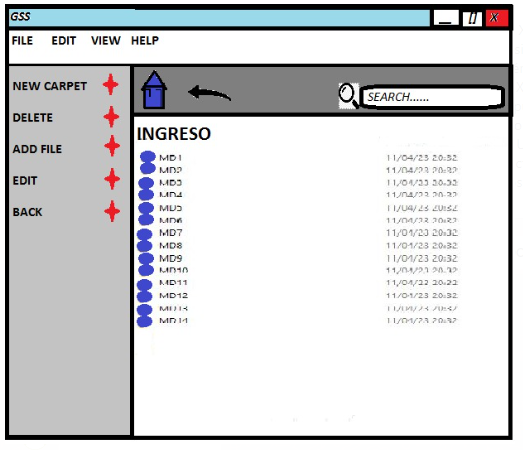 GSS
X
FILE EDIT VIEW HELP
NEW CARPET
DELETE
ADD FILE
EDIT
BACK
SEARCH......
INGRESO
MD1 11/04/23 20:32
MD2 11/04/23 20:32
MD3 11/04/23 20:32
MD4 11/04/23 20:32
MD5 11/04/23 20:32
MD6 11/04/23 20:32
MD7 11/04/23 20:32
MD8 11/04/23 20:32
MD9 11/04/23 20:32
MD10 11/04/23 20:32
MD11 11/04/23 20:32
MD12 11/04/23 20:32
MD13 11/04/23 20:32
MD14 11/04/23 20:32